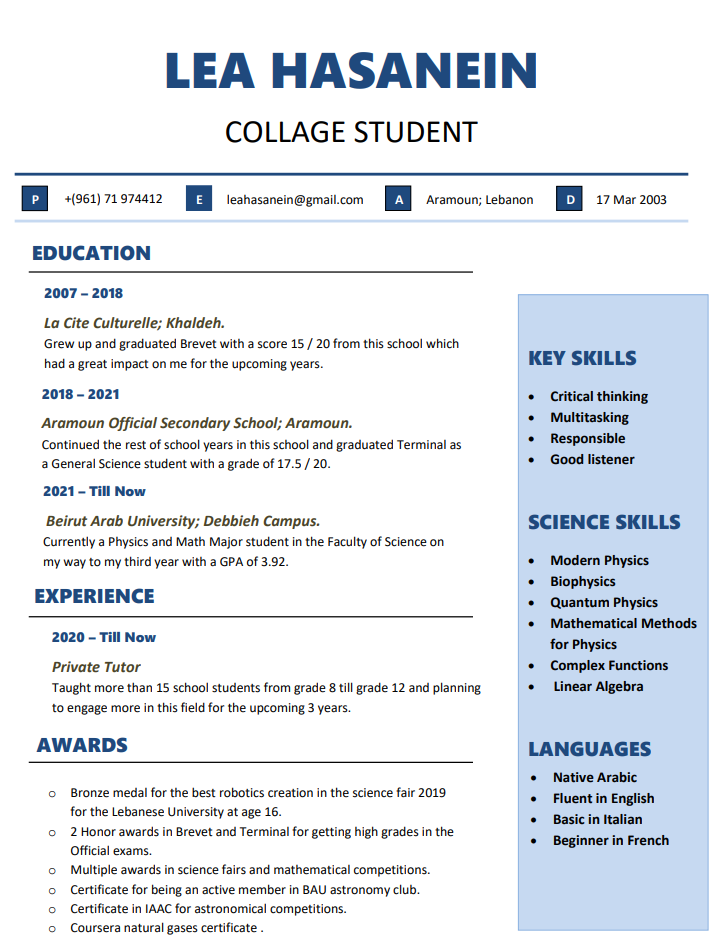 LEA HASANEIN
COLLAGE STUDENT
P +(961) 71 974412 E leahasanein@gmail.com A Aramoun; Lebanon D 17 Mar 2003
EDUCATION
2007 – 2018
La Cite Culturelle; Khaldeh.
Grew up and graduated Brevet with a score 15 / 20 from this school which
had a great impact on me for the upcoming years.
2018 – 2021
Aramoun Official Secondary School; Aramoun.
Continued the rest of school years in this school and graduated Terminal as
a General Science student with a grade of 17.5 / 20.
2021 – Till Now
Beirut Arab University; Debbieh Campus.
Currently a Physics and Math Major student in the Faculty of Science on
my way to my third year with a GPA of 3.92.
EXPERIENCE
2020 – Till Now
Private Tutor
Taught more than 15 school students from grade 8 till grade 12 and planning
to engage more in this field for the upcoming 3 years.
AWARDS
o Bronze medal for the best robotics creation in the science fair 2019
for the Lebanese University at age 16.
o 2 Honor awards in Brevet and Terminal for getting high grades in the
Official exams.
o Multiple awards in science fairs and mathematical competitions.
o Certificate for being an active member in BAU astronomy club.
o Certificate in IAAC for astronomical competitions.
o Coursera natural gases certificate .
KEY SKILLS
• Critical thinking
• Multitasking
• Responsible
• Good listener
SCIENCE SKILLS
• Modern Physics
• Biophysics
• Quantum Physics
• Mathematical Methods
for Physics
• Complex Functions
• Linear Algebra
LANGUAGES
• Native Arabic
• Fluent in English
• Basic in Italian
• Beginner in French